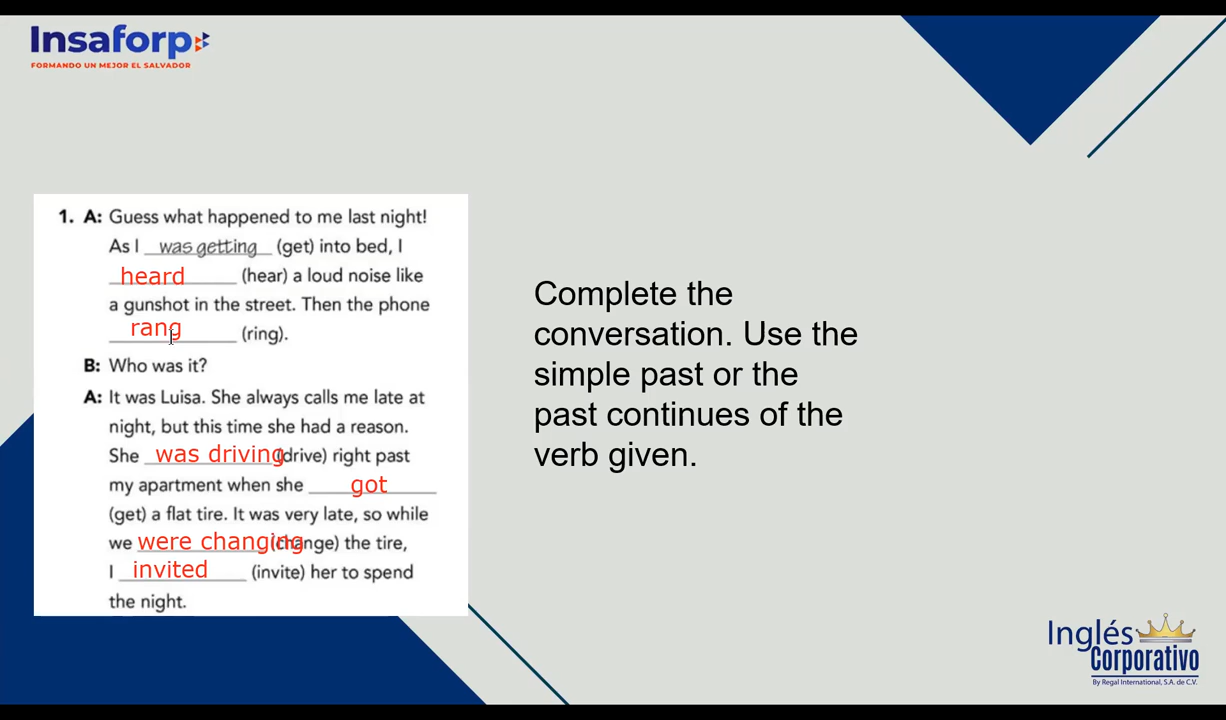 Insaforp
FORMANDO UN MEJOR EL SALVADOR
1. A: Guess what happened to me last night!
As I was getting (get) into bed, I
heard (hear) a loud noise like
a gunshot in the street. Then the phone
rang (ring).
B: Who was it?
A: It was Luisa. She always calls me late at
night, but this time she had a reason.
She was driving (drive) right past
my apartment when she got
(get) a flat tire. It was very late, so while
we were changing (change) the tire,
I invited (invite) her to spend
the night.
Complete the
conversation. Use the
simple past or the
past continues of the
verb given.
Inglés
Corporativo
By Regal International, S.A. de C.V.